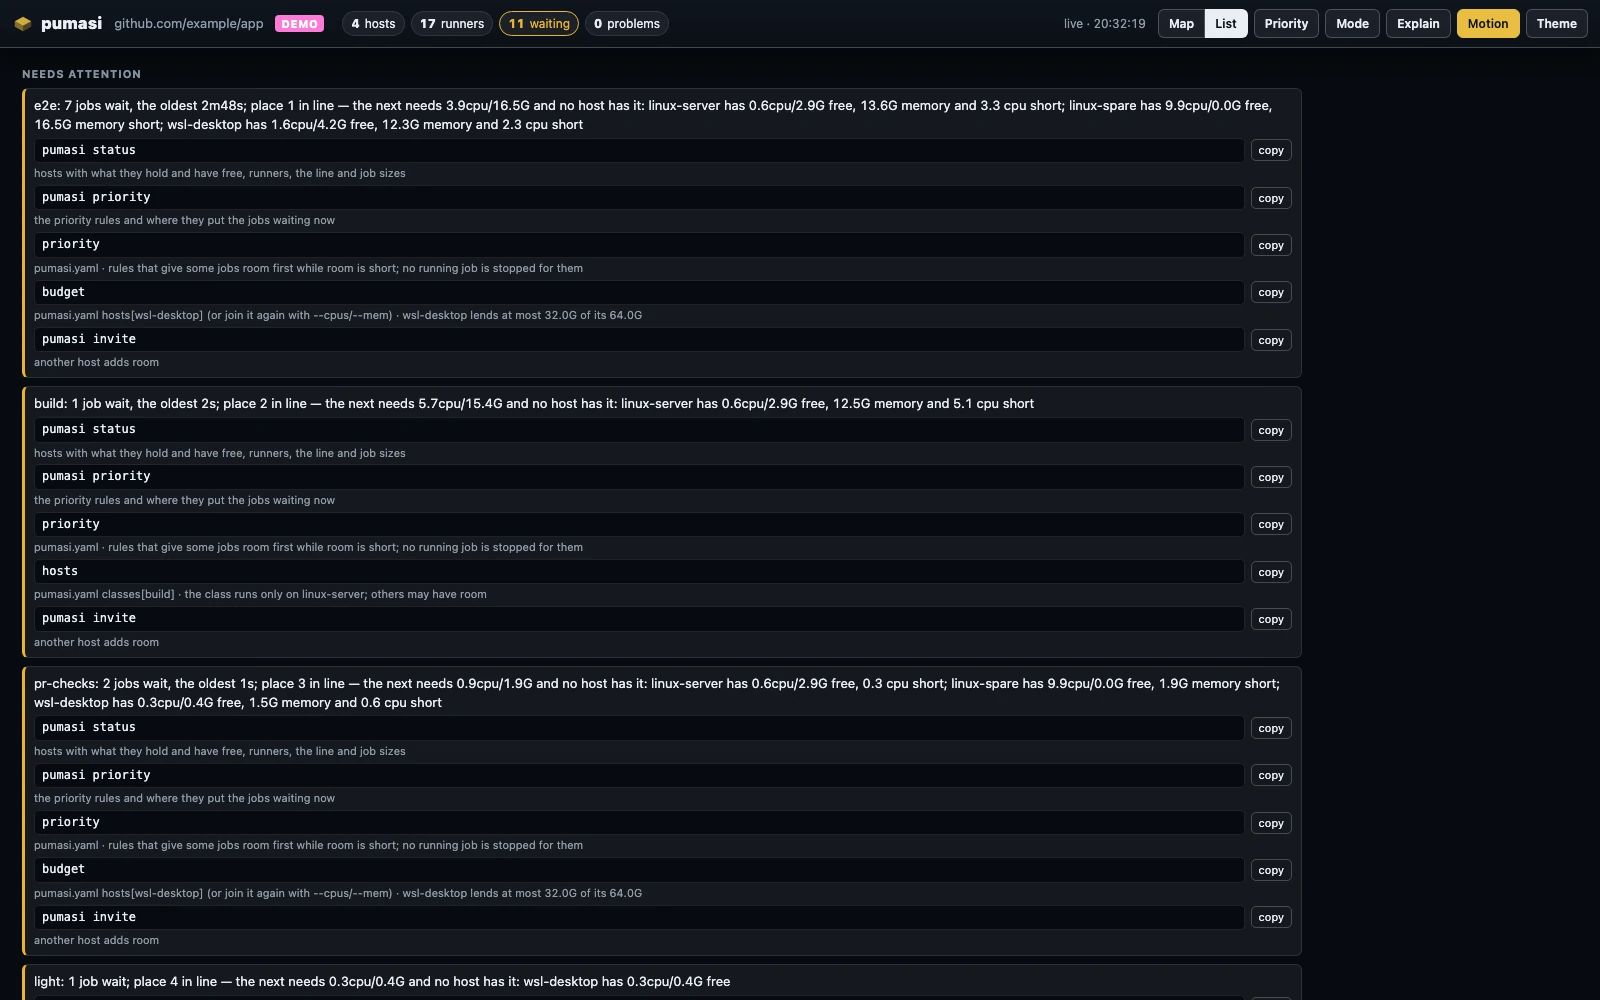 pumasi github.com/example/app DEMO 4 hosts 17 runners 11 waiting 0 problems live · 20:32:19 Map List Priority Mode Explain Motion Theme
NEEDS ATTENTION
e2e: 7 jobs wait, the oldest 2m48s; place 1 in line — the next needs 3.9cpu/16.5G and no host has it: linux-server has 0.6cpu/2.9G free, 13.6G memory and 3.3 cpu short; linux-spare has 9.9cpu/0.0G free,
16.5G memory short; wsl-desktop has 1.6cpu/4.2G free, 12.3G memory and 2.3 cpu short
pumasi status copy
hosts with what they hold and have free, runners, the line and job sizes
pumasi priority copy
the priority rules and where they put the jobs waiting now
priority copy
pumasi.yaml · rules that give some jobs room first while room is short; no running job is stopped for them
budget copy
pumasi.yaml hosts[wsl-desktop] (or join it again with --cpus/--mem) · wsl-desktop lends at most 32.0G of its 64.0G
pumasi invite copy
another host adds room
build: 1 job wait, the oldest 2s; place 2 in line — the next needs 5.7cpu/15.4G and no host has it: linux-server has 0.6cpu/2.9G free, 12.5G memory and 5.1 cpu short
pumasi status copy
hosts with what they hold and have free, runners, the line and job sizes
pumasi priority copy
the priority rules and where they put the jobs waiting now
priority copy
pumasi.yaml · rules that give some jobs room first while room is short; no running job is stopped for them
hosts copy
pumasi.yaml classes[build] · the class runs only on linux-server; others may have room
pumasi invite copy
another host adds room
pr-checks: 2 jobs wait, the oldest 1s; place 3 in line — the next needs 0.9cpu/1.9G and no host has it: linux-server has 0.6cpu/2.9G free, 0.3 cpu short; linux-spare has 9.9cpu/0.0G free, 1.9G memory short;
wsl-desktop has 0.3cpu/0.4G free, 1.5G memory and 0.6 cpu short
pumasi status copy
hosts with what they hold and have free, runners, the line and job sizes
pumasi priority copy
the priority rules and where they put the jobs waiting now
priority copy
pumasi.yaml · rules that give some jobs room first while room is short; no running job is stopped for them
budget copy
pumasi.yaml hosts[wsl-desktop] (or join it again with --cpus/--mem) · wsl-desktop lends at most 32.0G of its 64.0G
pumasi invite copy
another host adds room
light: 1 job wait; place 4 in line — the next needs 0.3cpu/0.4G and no host has it: wsl-desktop has 0.3cpu/0.4G free